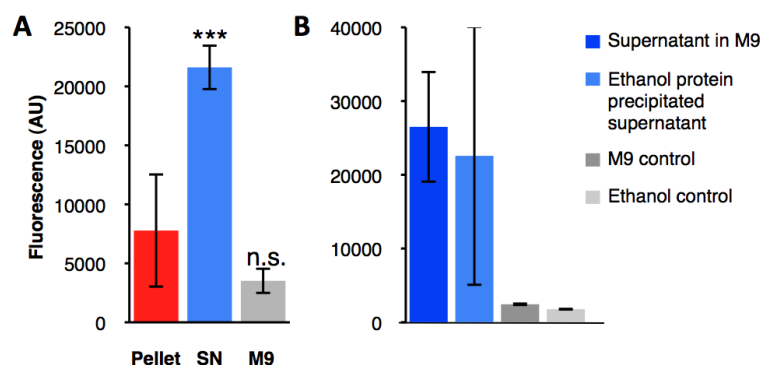 A
B
Fluorescence (AU)
25000
20000
15000
10000
5000
0
***
n.s.
Pellet SN M9
40000
30000
20000
10000
0
Supernatant in M9
Ethanol protein
precipitated
supernatant
M9 control
Ethanol control